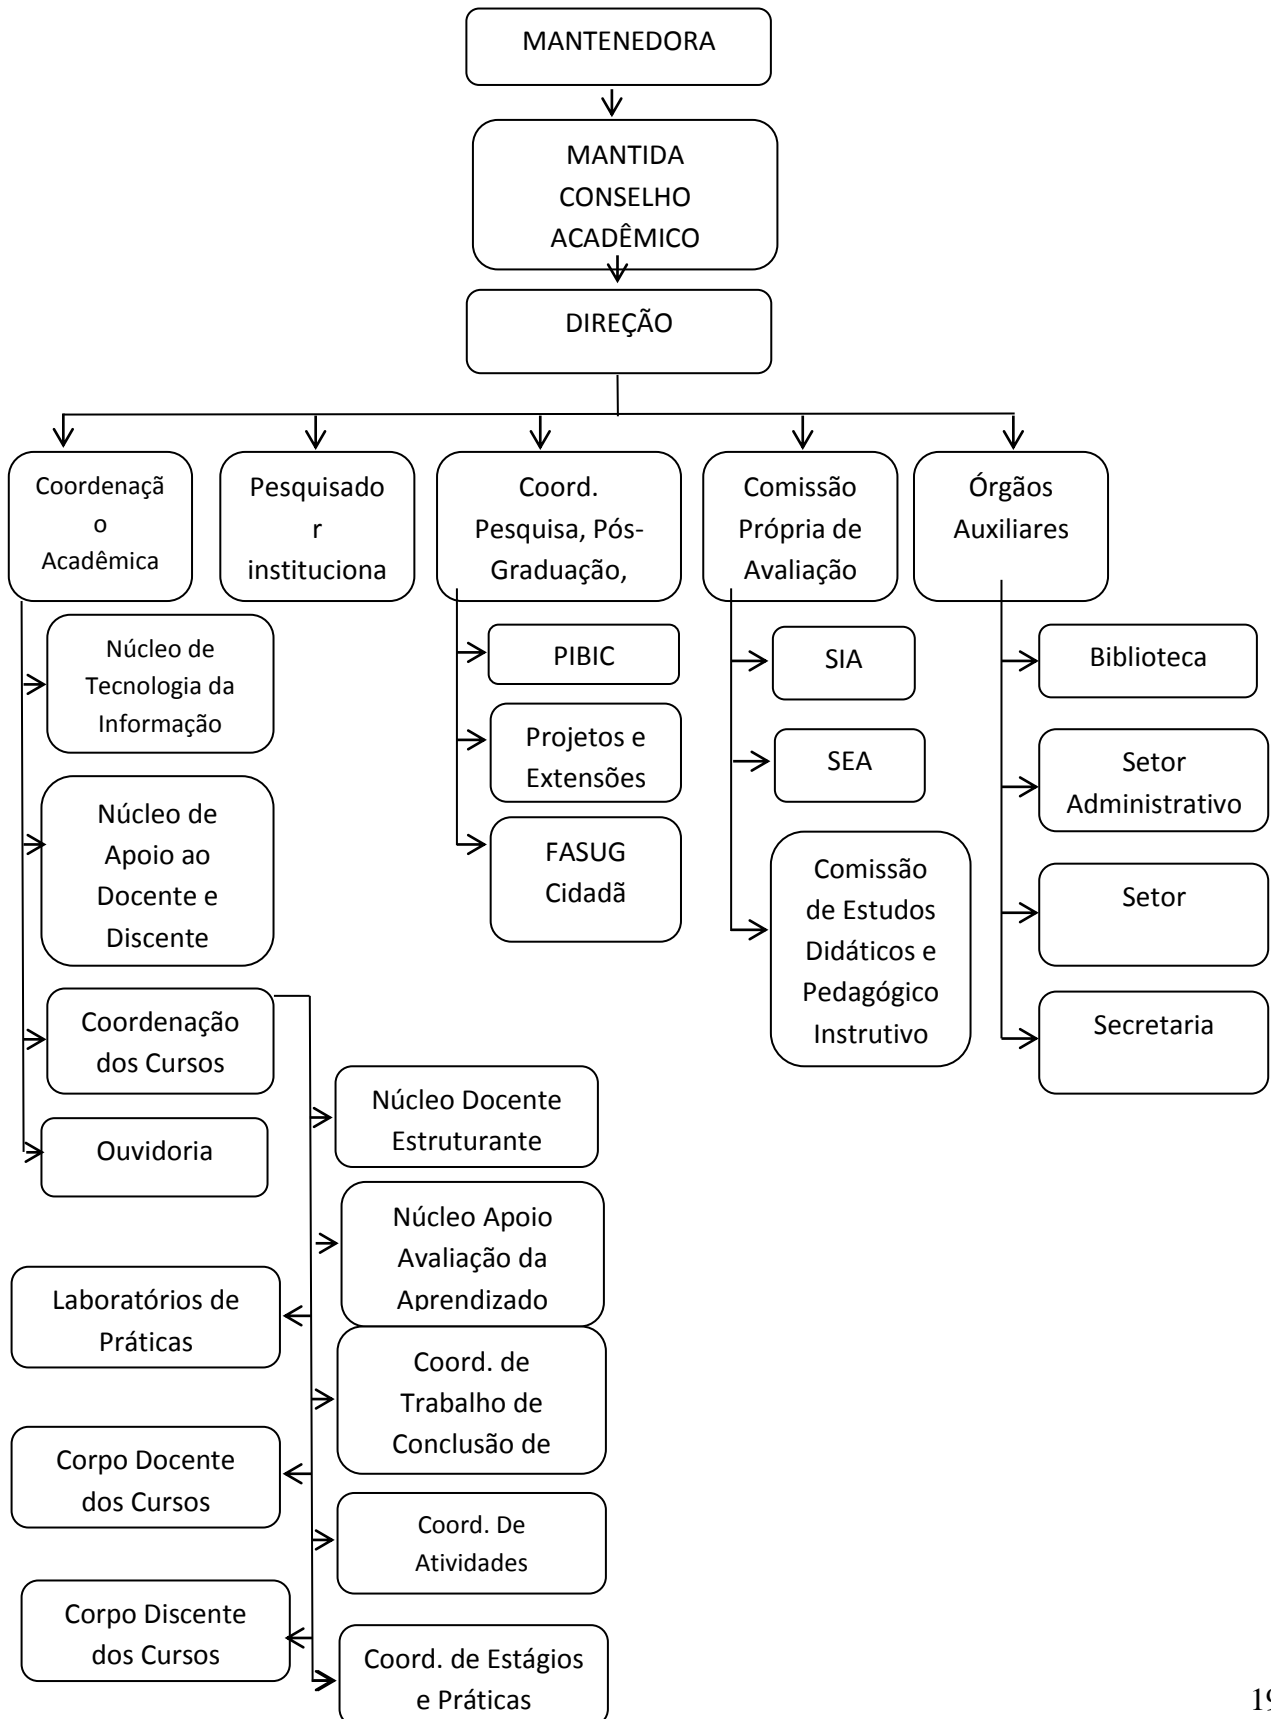 MANTENEDORA
MANTIDA
CONSELHO
ACADÊMICO
DIREÇÃO
Coordenaçã
o
Acadêmica
Pesquisado
r
instituciona
Coord.
Pesquisa, Pós-
Graduação,
Comissão
Própria de
Avaliação
Órgãos
Auxiliares
Núcleo de
Tecnologia da
Informação
Núcleo de
Apoio ao
Docente e
Discente
Coordenação
dos Cursos
Ouvidoria
PIBIC
Projetos e
Extensões
FASUG
Cidadã
SIA
SEA
Comissão
de Estudos
Didáticos e
Pedagógico
Instrutivo
Biblioteca
Setor
Administrativo
Setor
Secretaria
Núcleo Docente
Estruturante
Núcleo Apoio
Avaliação da
Aprendizado
Laboratórios de
Práticas
Coord. de
Trabalho de
Conclusão de
Corpo Docente
dos Cursos
Coord. De
Atividades
Corpo Discente
dos Cursos
Coord. de Estágios
e Práticas
19